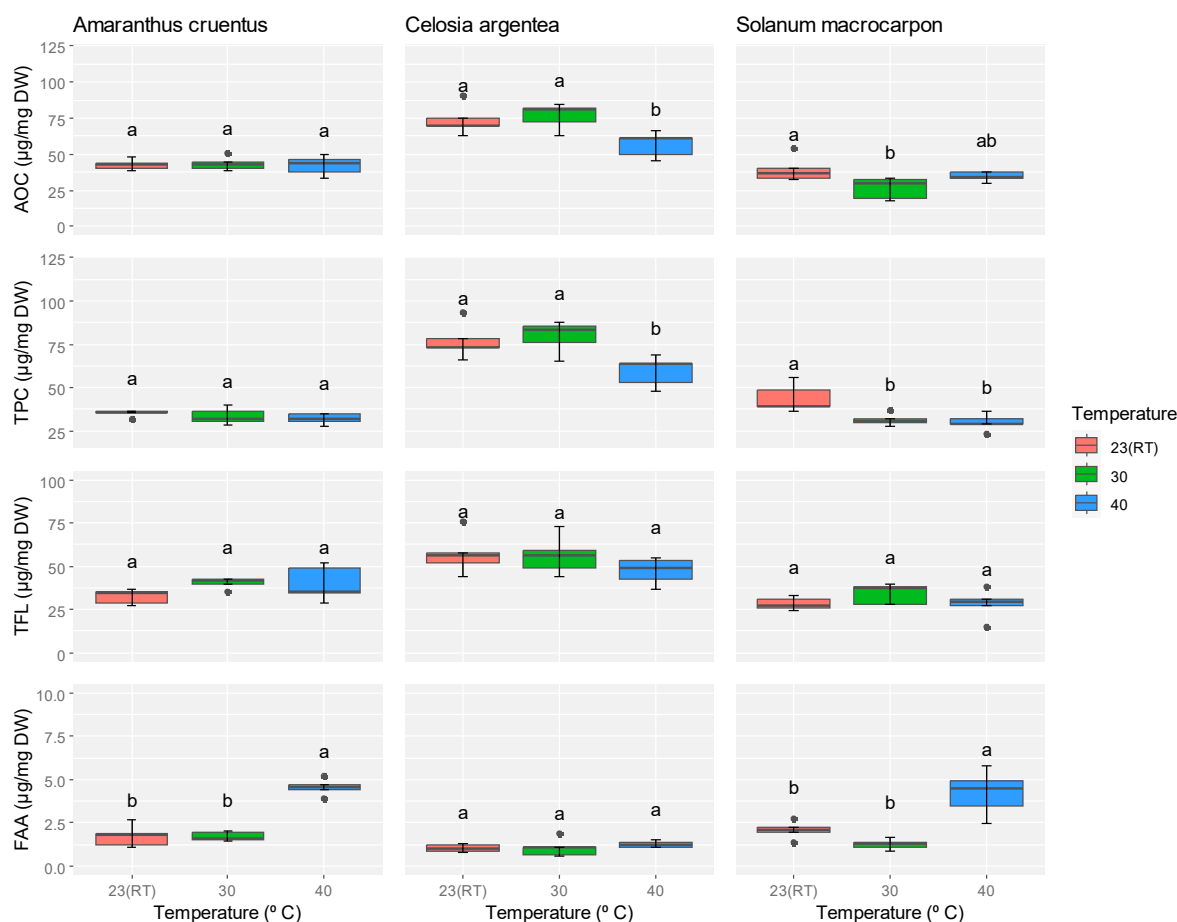 Amaranthus cruentus
Celosia argentea
Solanum macrocarpon
AOC (µg/mg DW)
125
100
75
50
25
0
a
a
a
a
a
b
a
b
ab
TPC (µg/mg DW)
125
100
75
50
25
a
a
a
a
a
b
a
b
b
TFL (µg/mg DW)
100
75
50
25
0
a
a
a
a
a
a
a
a
a
FAA (µg/mg DW)
10.0
7.5
5.0
2.5
0.0
b
b
a
a
a
a
b
b
a
23(RT)
30
40
23(RT)
30
40
23(RT)
30
40
Temperature (º C)
Temperature (º C)
Temperature (º C)
Temperature
23(RT)
30
40